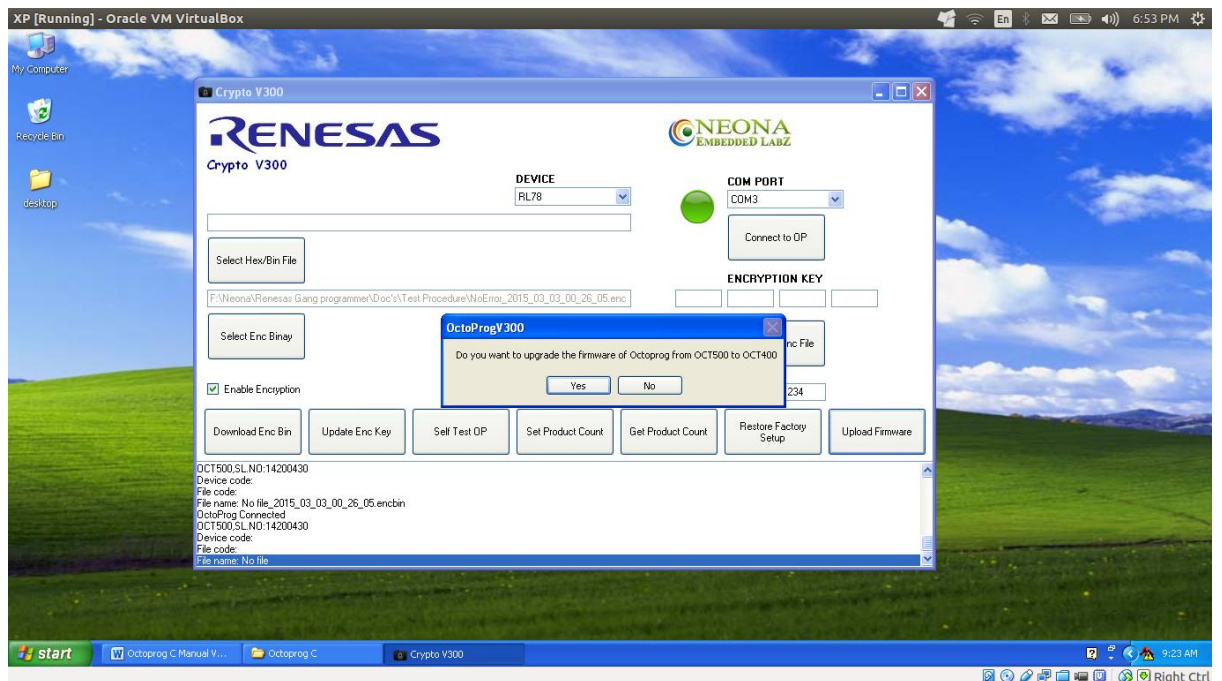 XP [Running] - Oracle VM VirtualBox
En
6:53 PM
My Computer
Recycle Bin
desktop
Crypto V300
RENESAS
Crypto V300
NEONA
EMBEDDED LABZ
DEVICE
RL78
COM PORT
COM3
Connect to OP
Select Hex/Bin File
ENCRYPTION KEY
F:\Neona\Renesas Gang programmer\Doc's\Test Procedure\NoError_2015_03_03_00_26_05.enc
Select Enc Binay
nc File
OctoProgV300
Do you want to upgrade the firmware of Octoprog from OCT500 to OCT400
Yes
No
Enable Encryption
234
Download Enc Bin
Update Enc Key
Self Test OP
Set Product Count
Get Product Count
Restore Factory
Setup
Upload Firmware
OCT500,SL.NO:14200430
Device code:
File code:
File name: No file_2015_03_03_00_26_05.encbin
OctoProg Connected
OCT500,SL.NO:14200430
Device code:
File code:
File name: No file
start
Octoprog C Manual V...
Octoprog C
Crypto V300
9:23 AM
Right Ctrl